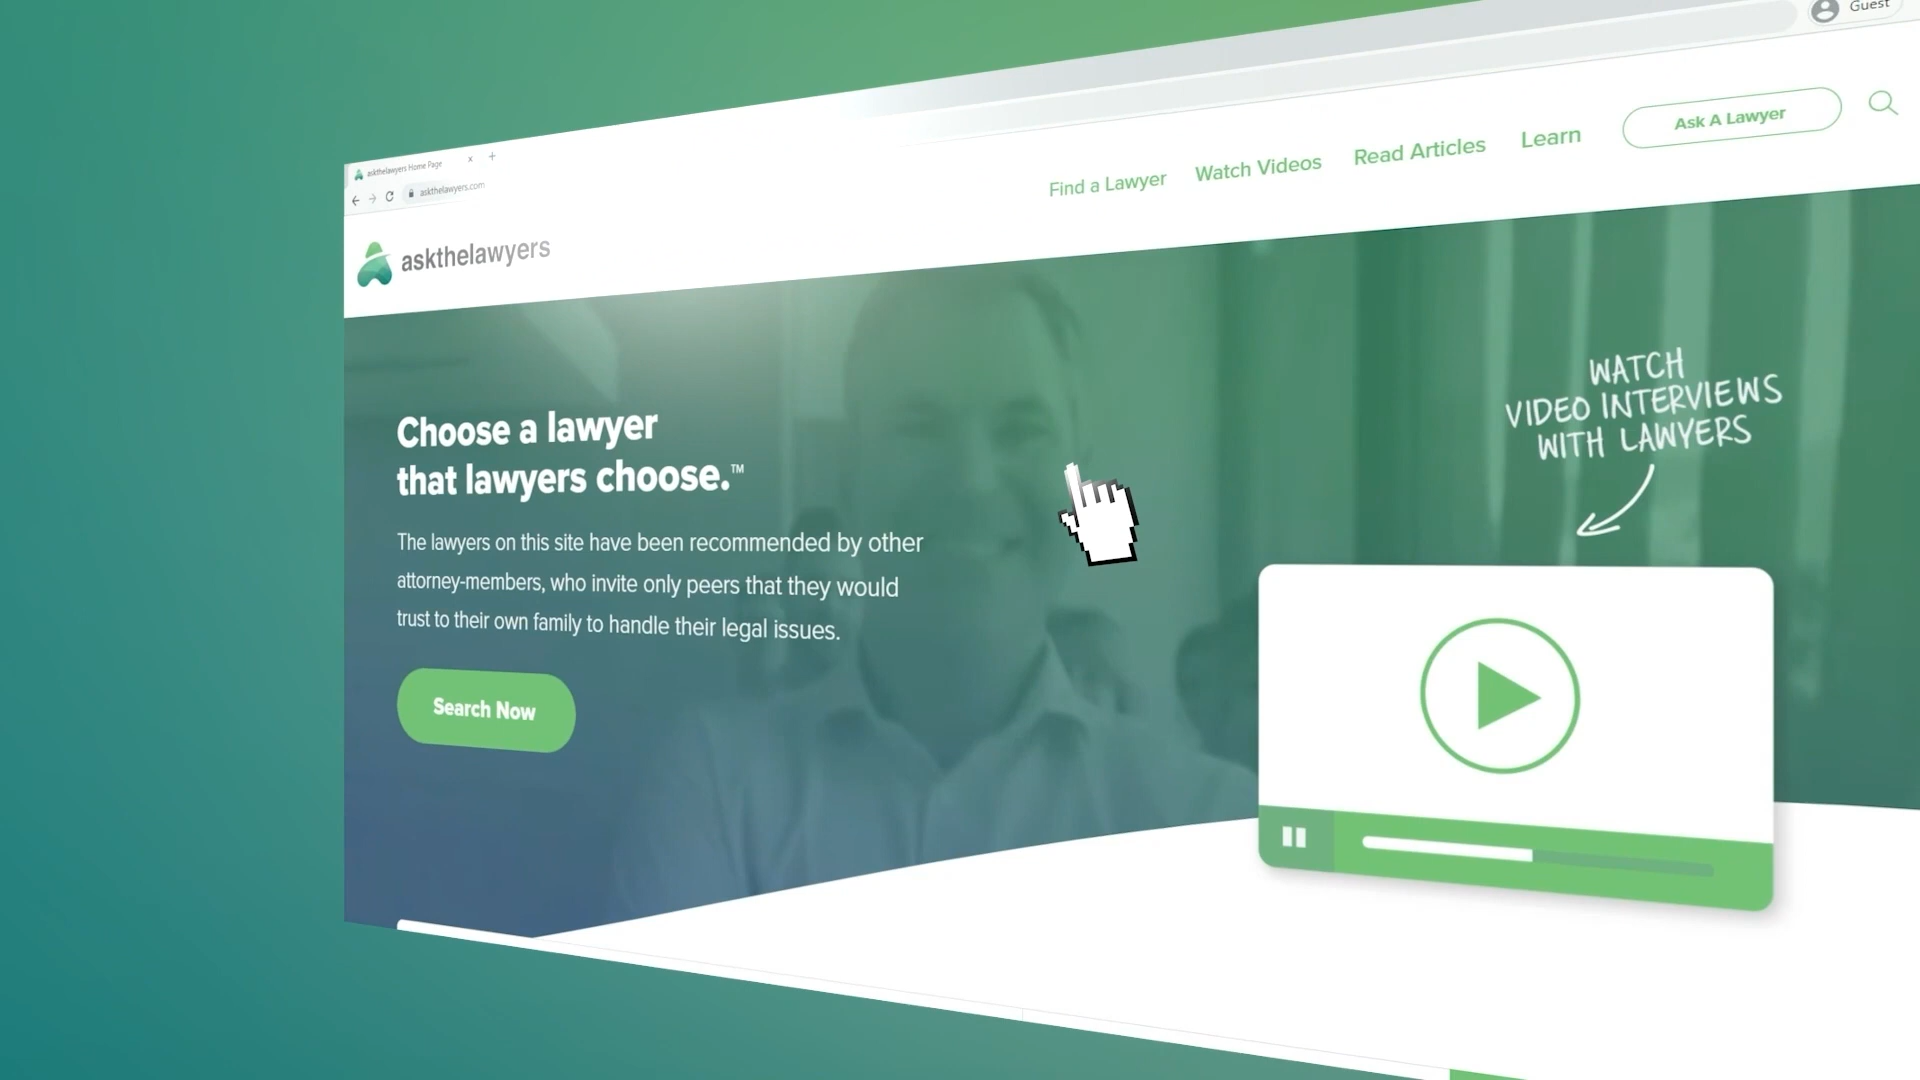 Guest
askthelawyers Home Page
askthelawyers.com
askthelawyers
Find a Lawyer
Watch Videos
Read Articles
Learn
Ask A Lawyer
Choose a lawyer
that lawyers choose.™
The lawyers on this site have been recommended by other
attorney-members, who invite only peers that they would
trust to their own family to handle their legal issues.
Search Now
WATCH
VIDEO INTERVIEWS
WITH LAWYERS